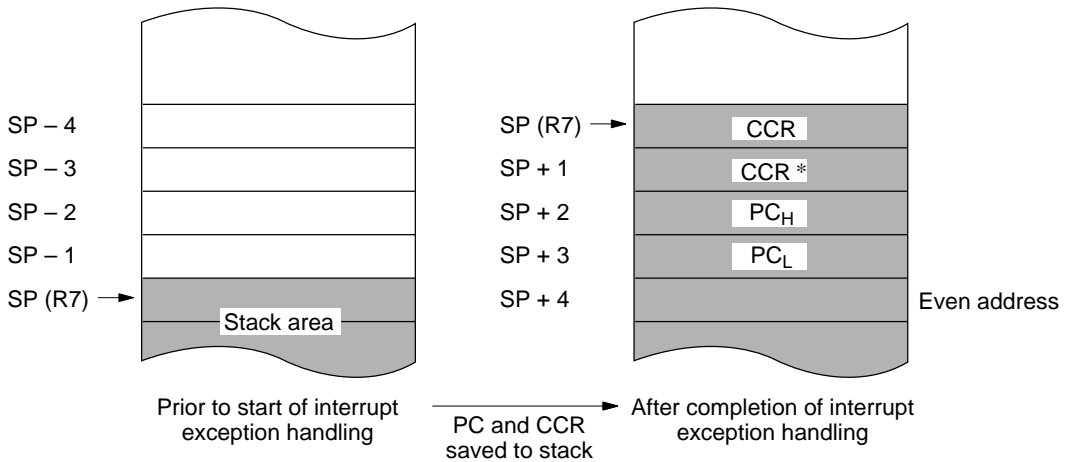 SP – 4
SP – 3
SP – 2
SP – 1
SP (R7)
Stack area
SP (R7)
SP + 1
SP + 2
SP + 3
SP + 4
CCR
CCR *
PCH
PCL
Even address
Prior to start of interrupt
exception handling
PC and CCR
saved to stack
After completion of interrupt
exception handling